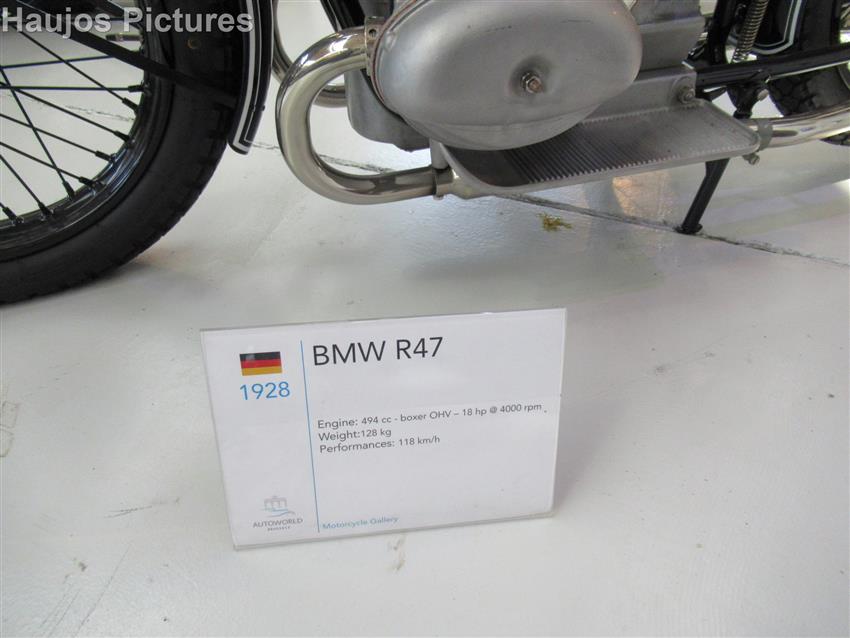 Haujos Pictures
BMW R47
1928
Engine: 494 cc - boxer OHV – 18 hp @ 4000 rpm
Weight:128 kg
Performances: 118 km/h
AUTOWORLD
BRUSSELS
Motorcycle Gallery